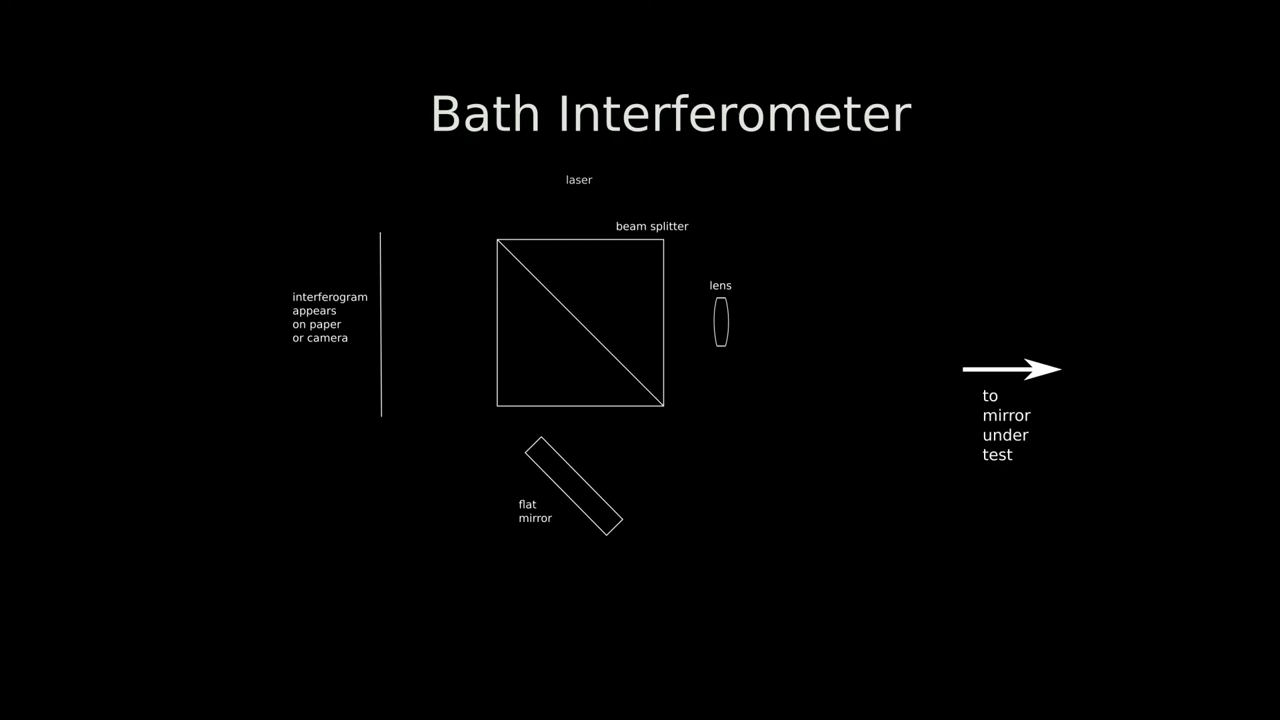 Bath Interferometer
laser
beam splitter
lens
interferogram
appears
on paper
or camera
to
mirror
under
test
flat
mirror